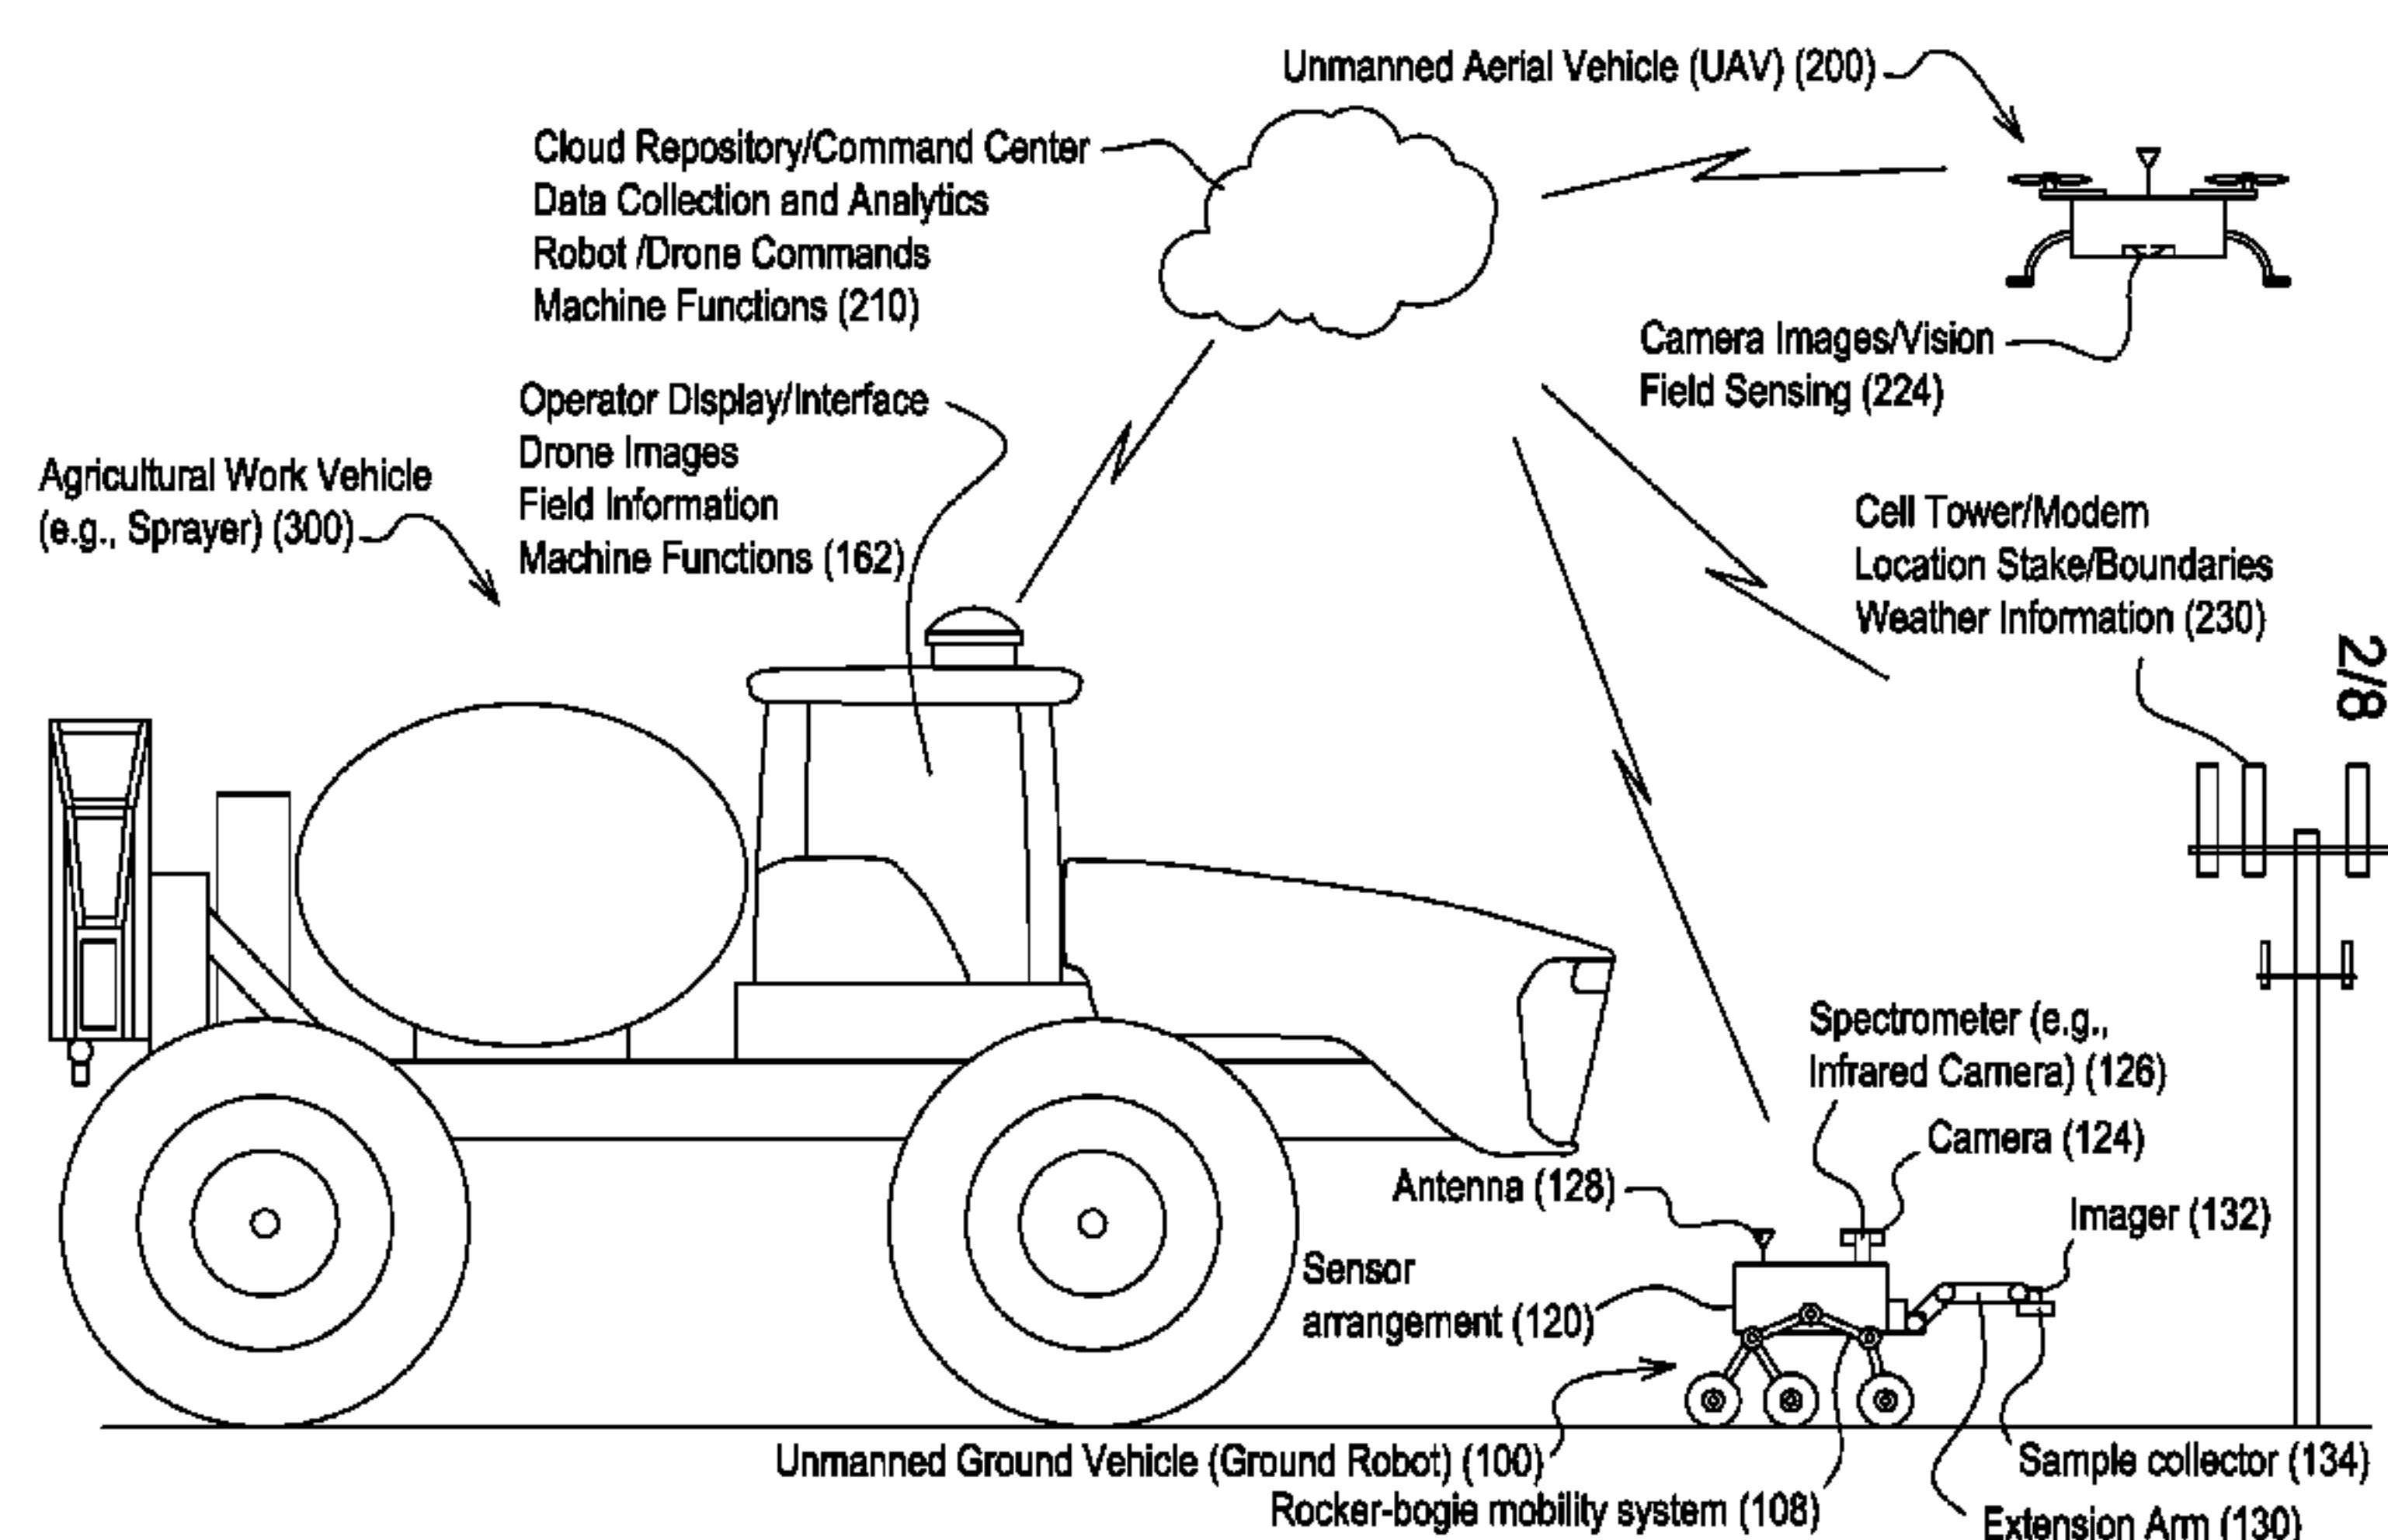 Unmanned Aerial Vehicle (UAV) (200)
Cloud Repository/Command Center
Data Collection and Analytics
Robot /Drone Commands
Machine Functions (210)
Camera Images/Vision
Field Sensing (224)
Operator Display/Interface
Drone Images
Field Information
Machine Functions (162)
Agricultural Work Vehicle
(e.g., Sprayer) (300)
Cell Tower/Modem
Location Stake/Boundaries
Weather Information (230)
2/8
Spectrometer (e.g.,
Infrared Camera) (126)
Camera (124)
Antenna (128)
Imager (132)
Sensor
arrangement (120)
Unmanned Ground Vehicle (Ground Robot) (100)
Sample collector (134)
Rocker-bogie mobility system (108)
Extension Arm (130)